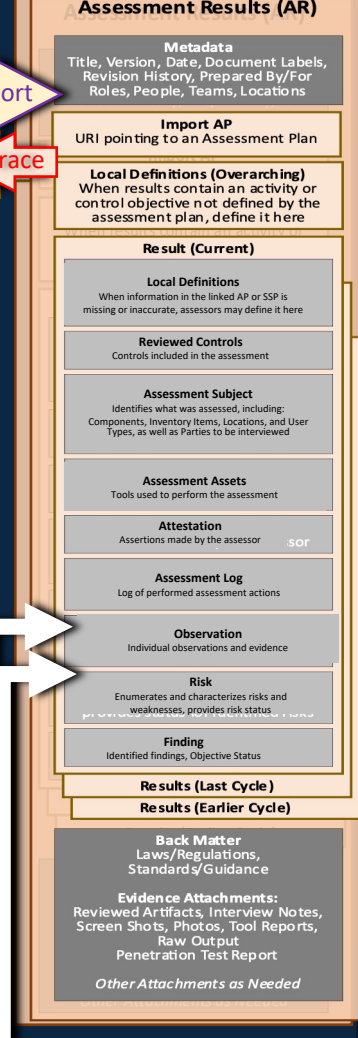 Assessment Results (AR)
Metadata
Title, Version, Date, Document Labels,
Revision History, Prepared By/For
Roles, People, Teams, Locations
ort
Import AP
URI pointing to an Assessment Plan
race
Local Definitions (Overarching)
When results contain an activity or
control objective not defined by the
assessment plan, define it here
Result (Current)
Local Definitions
When information in the linked AP or SSP is
missing or inaccurate, assessors may define it here
Reviewed Controls
Controls included in the assessment
Assessment Subject
Identifies what was assessed, including:
Components, Inventory Items, Locations, and User
Types, as well as Parties to be interviewed
Assessment Assets
Tools used to perform the assessment
Attestation
Assertions made by the assessor
sor
Assessment Log
Log of performed assessment actions
Observation
Individual observations and evidence
Risk
Enumerates and characterizes risks and
weaknesses, provides risk status
Finding
Identified findings, Objective Status
Results (Last Cycle)
Results (Earlier Cycle)
Back Matter
Laws/Regulations,
Standards/Guidance
Evidence Attachments:
Reviewed Artifacts, Interview Notes,
Screen Shots, Photos, Tool Reports,
Raw Output
Penetration Test Report
Other Attachments as Needed